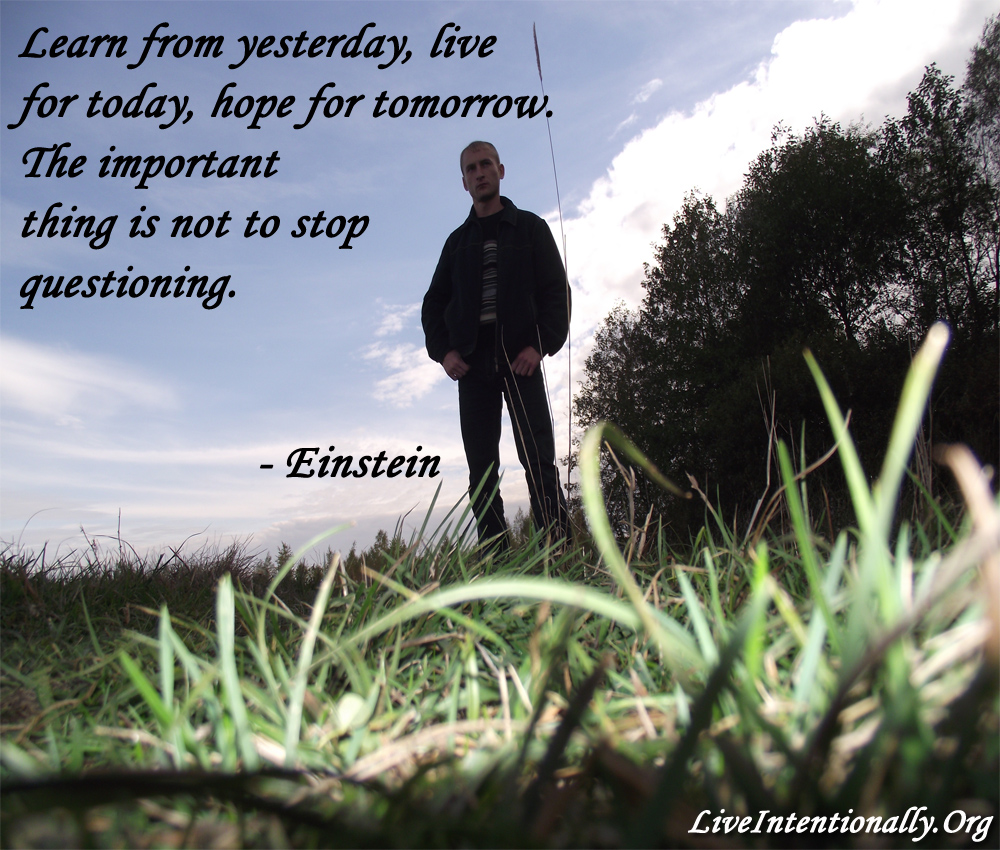 Learn from yesterday, live
for today, hope for tomorrow.
The important
thing is not to stop
questioning.
- Einstein
LiveIntentionally.Org